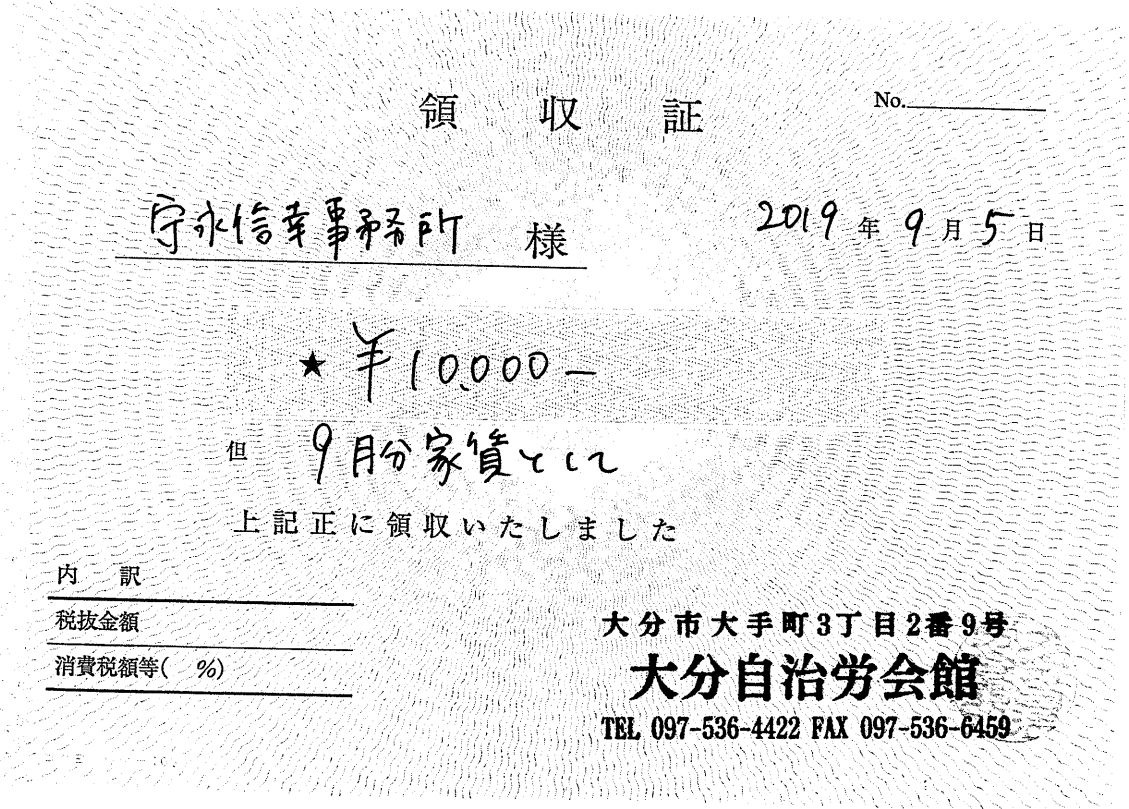 領収証
No.
守永信幸事務所 様
2019年9月5日
★ ¥10,000-
但 9月分家賃として
上記正に領収いたしました
内訳
税抜金額
消費税額等( %)
大分市大手町3丁目2番9号
大分自治労会館
TEL 097-536-4422 FAX 097-536-6459